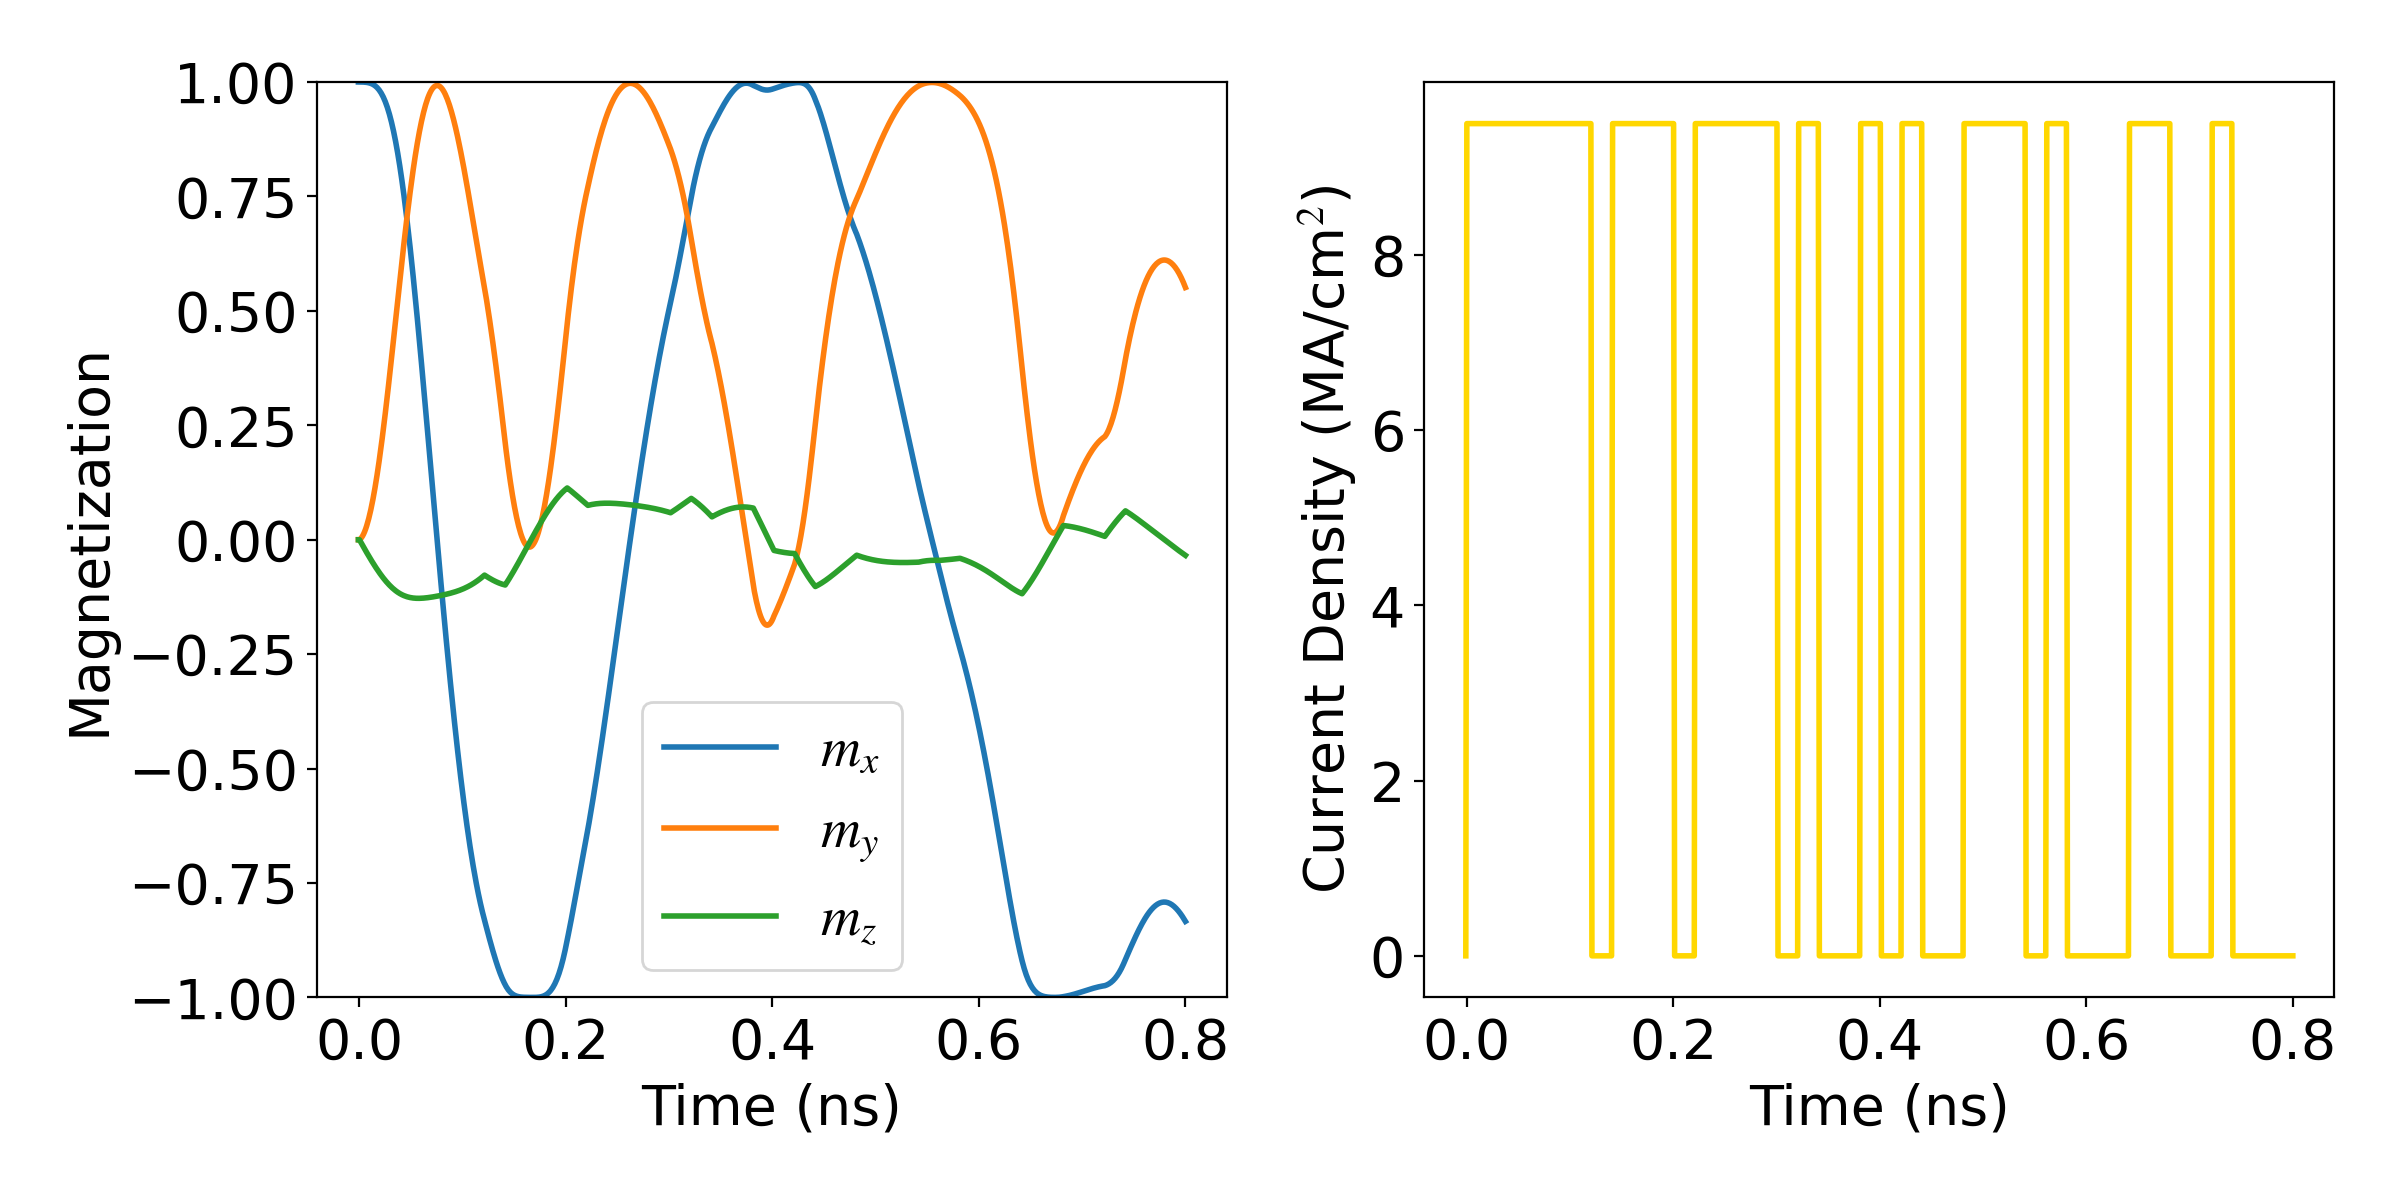 Magnetization
1.00
0.75
0.50
0.25
0.00
−0.25
−0.50
−0.75
−1.00
0.0 0.2 0.4 0.6 0.8
Time (ns)
m_x
m_y
m_z
Current Density (MA/cm²)
8
6
4
2
0
0.0 0.2 0.4 0.6 0.8
Time (ns)